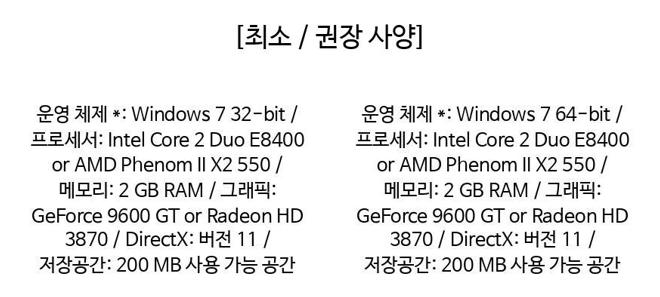 [최소 / 권장 사양]
운영 체제 *: Windows 7 32-bit /
프로세서: Intel Core 2 Duo E8400
or AMD Phenom II X2 550 /
메모리: 2 GB RAM / 그래픽:
GeForce 9600 GT or Radeon HD
3870 / DirectX: 버전 11 /
저장공간: 200 MB 사용 가능 공간
운영 체제 *: Windows 7 64-bit /
프로세서: Intel Core 2 Duo E8400
or AMD Phenom II X2 550 /
메모리: 2 GB RAM / 그래픽:
GeForce 9600 GT or Radeon HD
3870 / DirectX: 버전 11 /
저장공간: 200 MB 사용 가능 공간